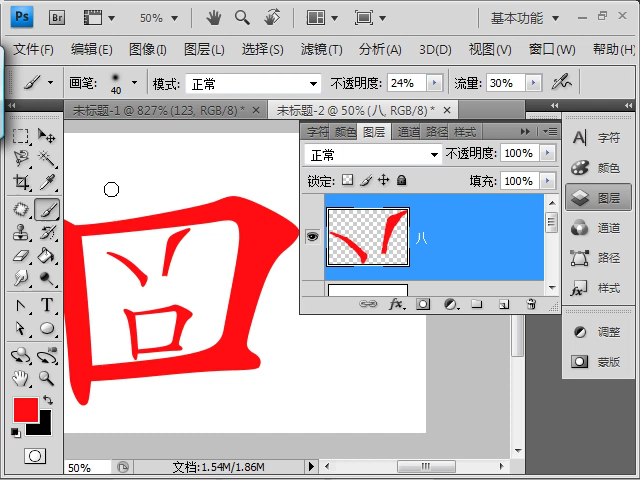 Ps Br 50% 基本功能
文件(F) 编辑(E) 图像(I) 图层(L) 选择(S) 滤镜(T) 分析(A) 3D(D) 视图(V) 窗口(W) 帮助(H)
画笔: 40 模式: 正常 不透明度: 24% 流量: 30%
未标题-1 @ 827% (123, RGB/8) * 未标题-2 @ 50% (八, RGB/8) *
字符 颜色 图层 通道 路径 样式
正常 不透明度: 100%
锁定: 填充: 100%
八
字符
颜色
图层
通道
路径
样式
调整
蒙版
50% 文档:1.54M/1.86M